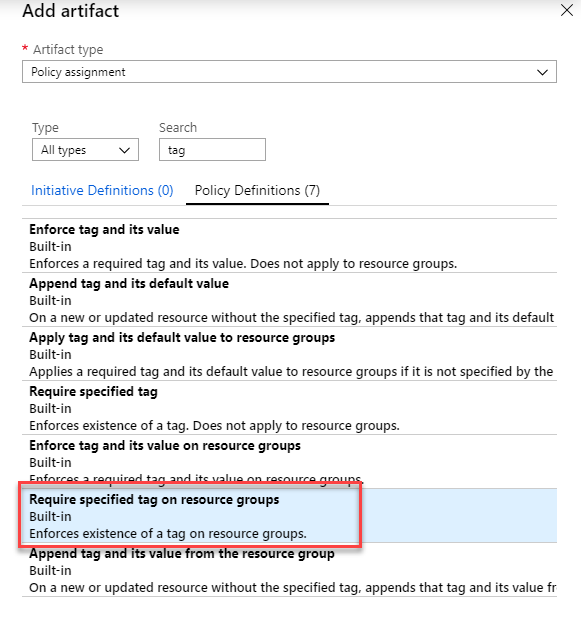 Add artifact
* Artifact type
Policy assignment
Type
Search
All types
tag
Initiative Definitions (0)
Policy Definitions (7)
Enforce tag and its value
Built-in
Enforces a required tag and its value. Does not apply to resource groups.
Append tag and its default value
Built-in
On a new or updated resource without the specified tag, appends that tag and its default
Apply tag and its default value to resource groups
Built-in
Applies a required tag and its default value to resource groups if it is not specified by the
Require specified tag
Built-in
Enforces existence of a tag. Does not apply to resource groups.
Enforce tag and its value on resource groups
Built-in
Enforces a required tag and its value on resource groups.
Require specified tag on resource groups
Built-in
Enforces existence of a tag on resource groups.
Append tag and its value from the resource group
Built-in
On a new or updated resource without the specified tag, appends that tag and its value fr